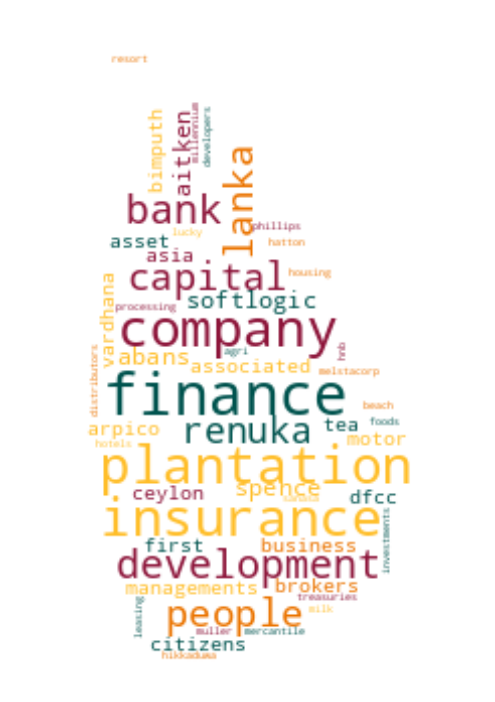 resort
bimputh
aitken
millennium
developers
bank
lanka
phillips
lucky
asset
hatton
asia
capital
housing
vardhana
softlogic
processing
company
hnb
distributors
abans
agri
associated
melstacorp
finance
beach
arpico
renuka
tea
foods
hotels
motor
plantation
ceylon
spence
dfcc
insurance
investments
first
business
development
managements
brokers
leasing
treasuries
people
milk
muller
mercantile
citizens
hikkaduwa